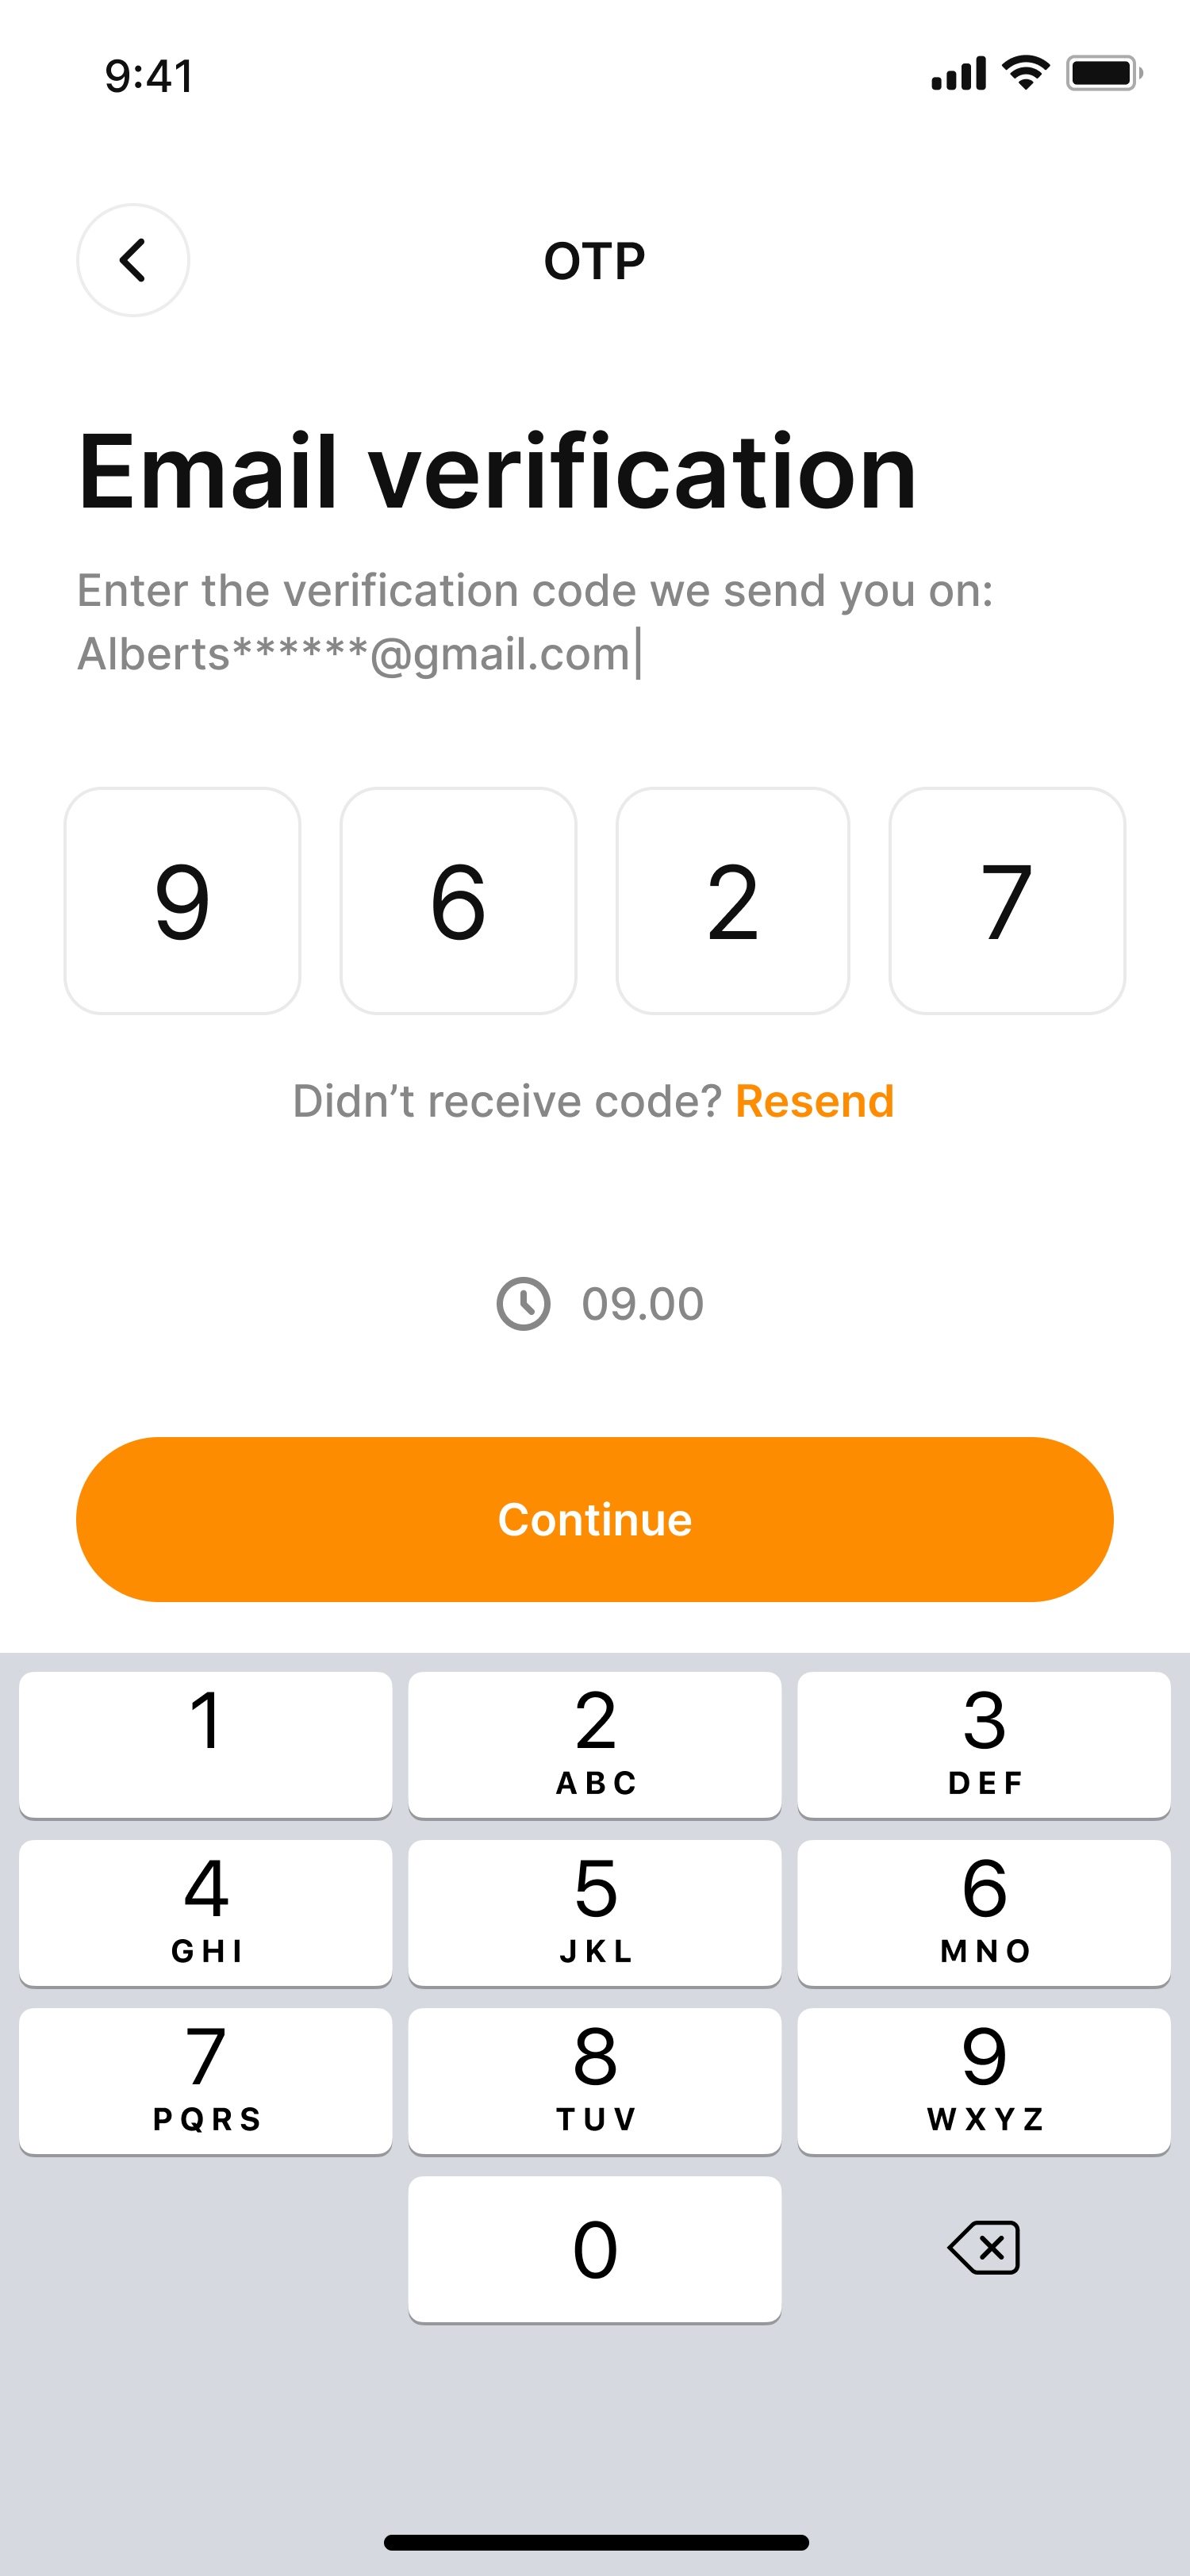 9:41
OTP
Email verification
Enter the verification code we send you on:
Alberts******@gmail.com|
9 6 2 7
Didn’t receive code? Resend
09.00
Continue
1 2 3
ABC DEF
4 5 6
GHI JKL MNO
7 8 9
PQRS TUV WXYZ
0